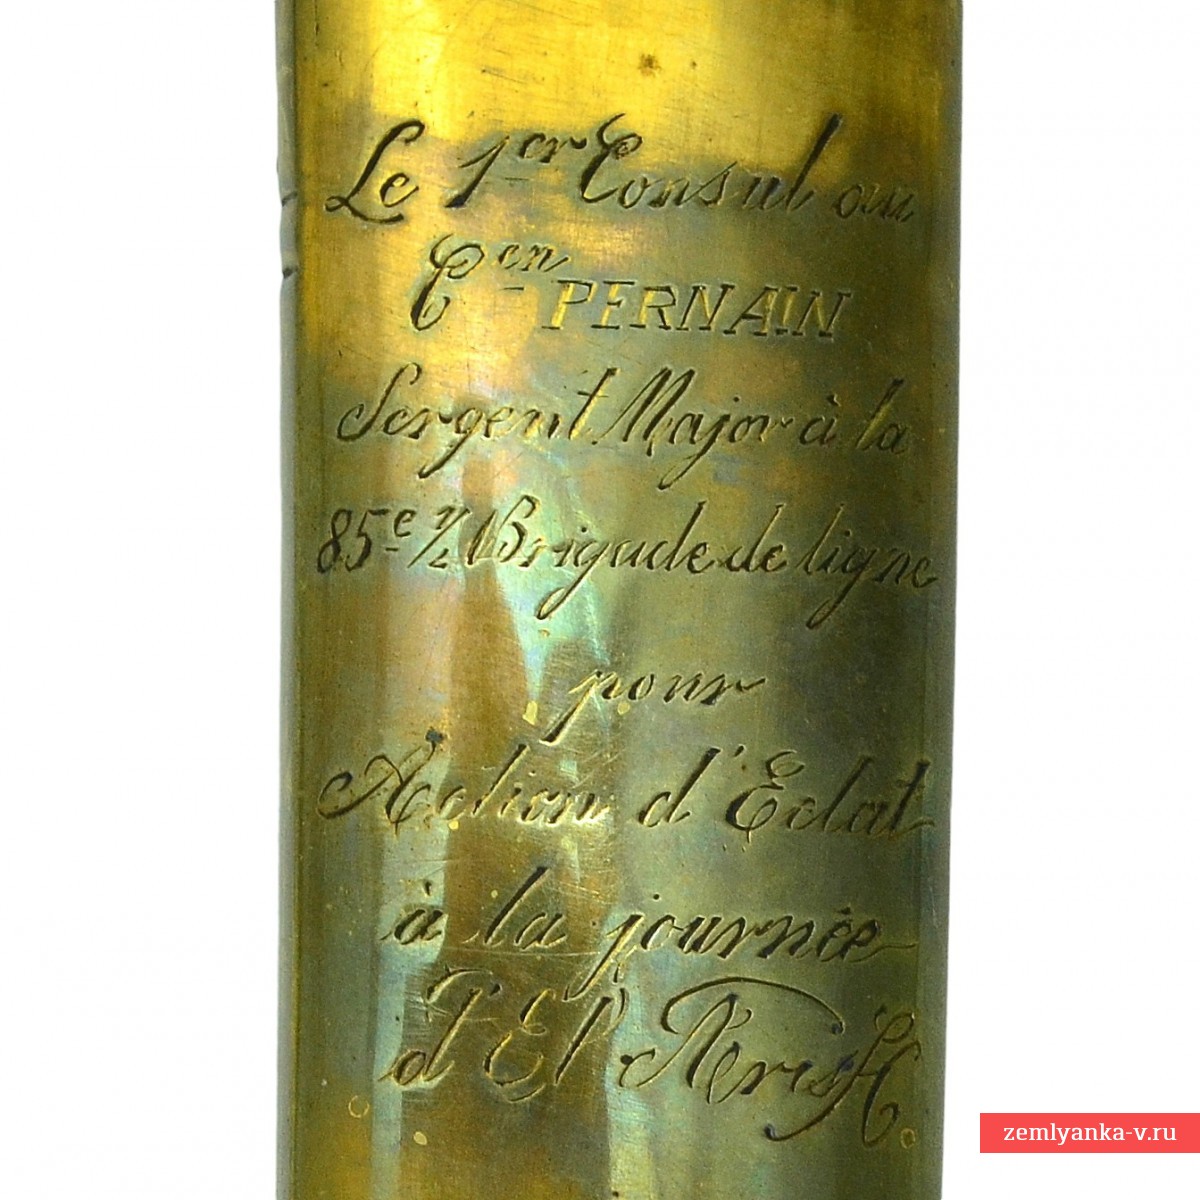 Le 1er Consul au
Cen PERNAIN
Sergent Major à la
85e 1/2 Brigade de ligne
pour
Action d'Eclat
à la journée
d'El Arisch
zemlyanka-v.ru